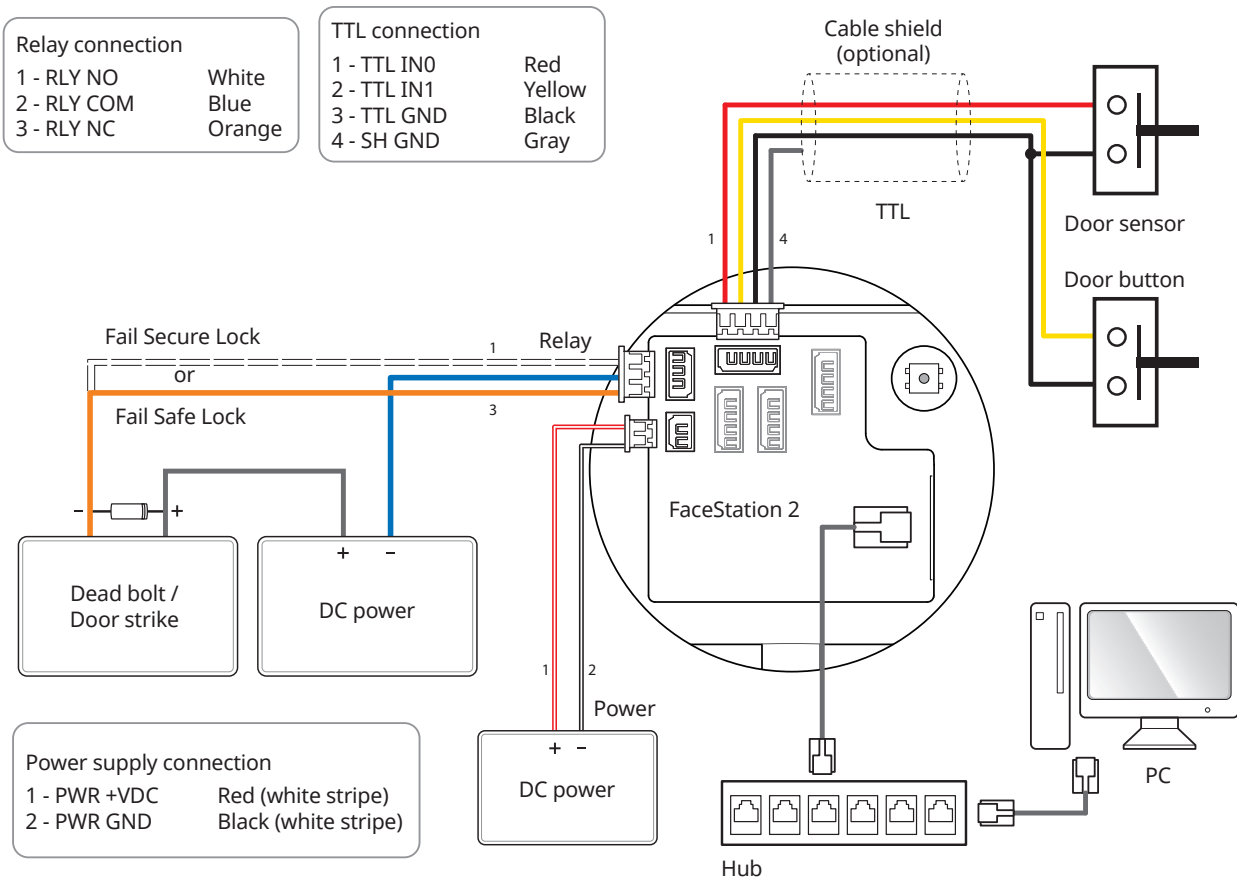 Relay connection
1 - RLY NO White
2 - RLY COM Blue
3 - RLY NC Orange
TTL connection
1 - TTL IN0 Red
2 - TTL IN1 Yellow
3 - TTL GND Black
4 - SH GND Gray
Cable shield
(optional)
TTL
1
4
Door sensor
Door button
Fail Secure Lock
1
Relay
or
Fail Safe Lock
3
FaceStation 2
- +
+ -
Dead bolt /
Door strike
DC power
1
2
Power
+ -
DC power
Power supply connection
1 - PWR +VDC Red (white stripe)
2 - PWR GND Black (white stripe)
PC
Hub